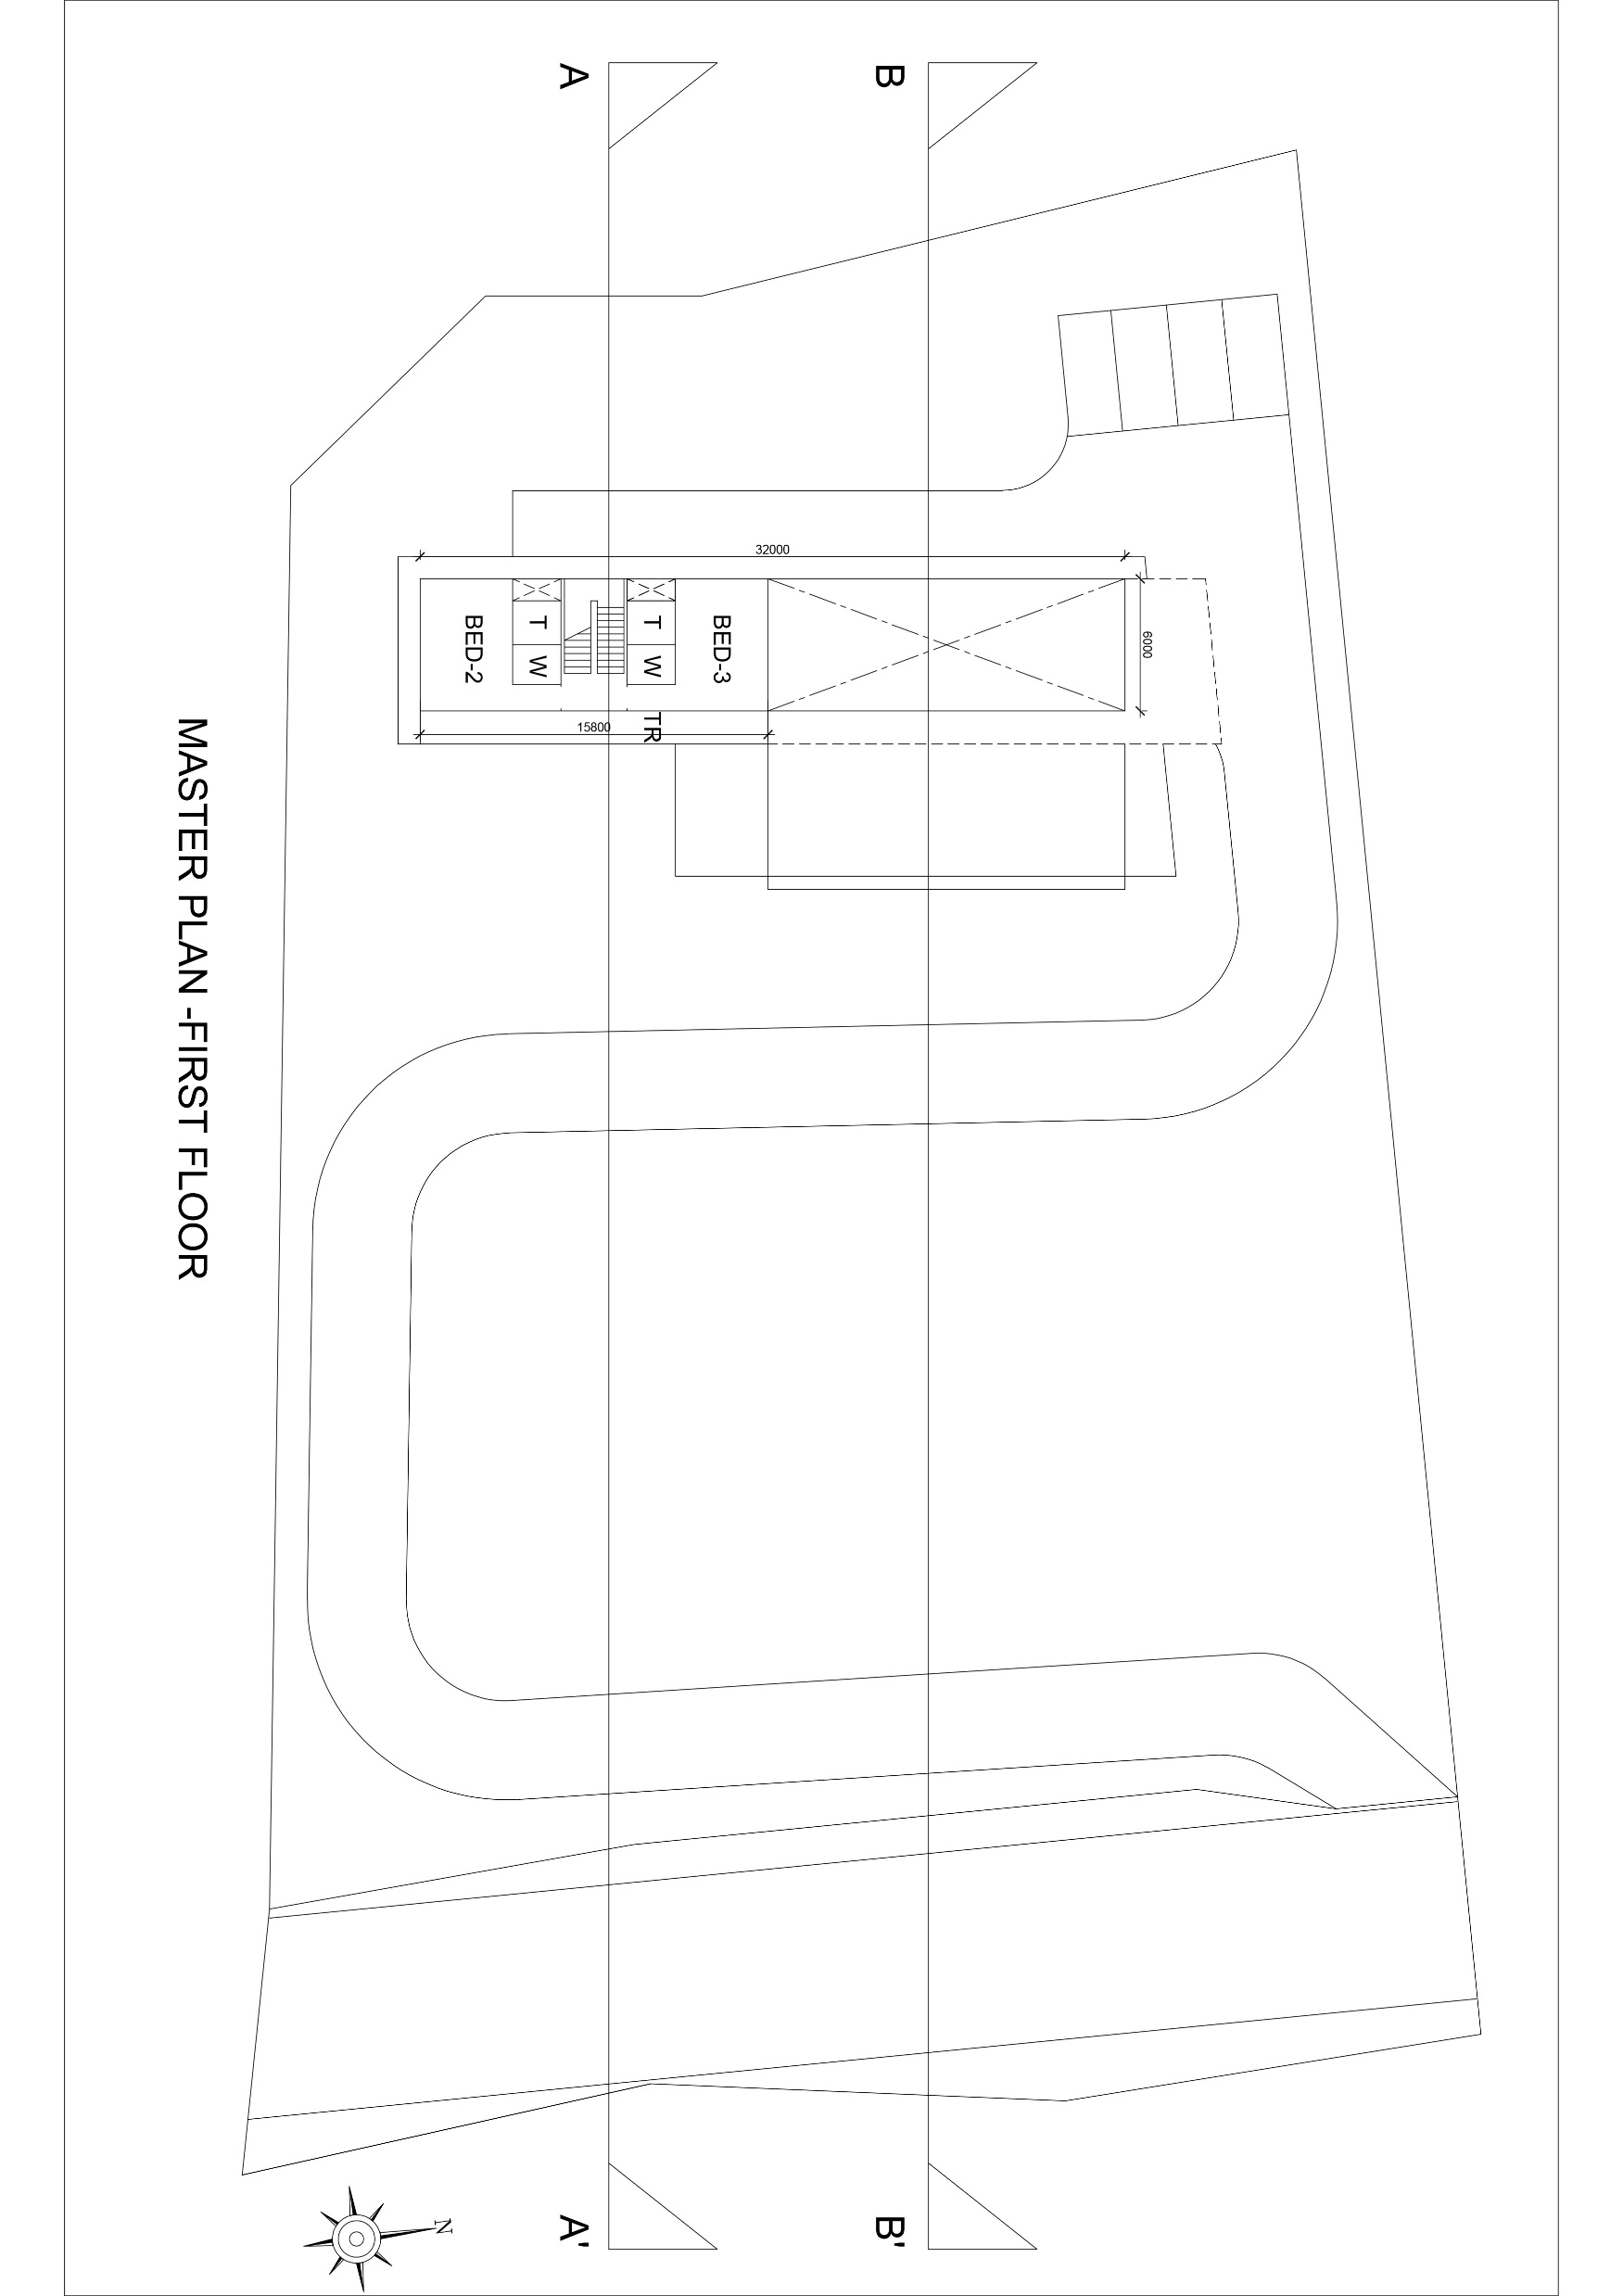 A
B
32000
6000
BED-2
T
W
T
W
BED-3
TR
15800
MASTER PLAN -FIRST FLOOR
N
A'
B'